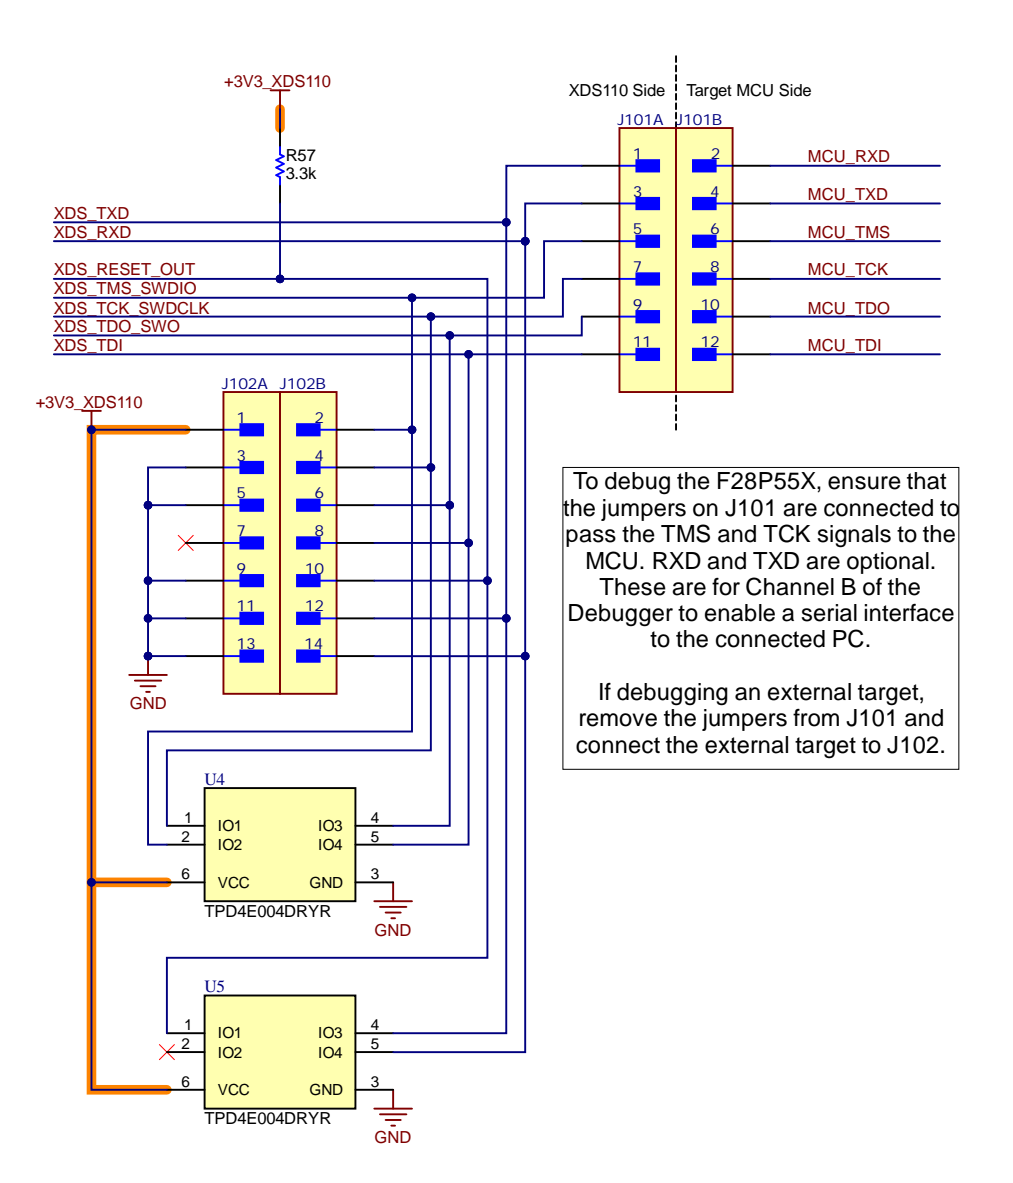 +3V3_XDS110
XDS110 Side
Target MCU Side
J101A
J101B
R57
3.3k
1
2
MCU_RXD
3
4
MCU_TXD
XDS_TXD
XDS_RXD
5
6
MCU_TMS
XDS_RESET_OUT
7
8
MCU_TCK
XDS_TMS_SWDIO
XDS_TCK_SWDCLK
9
10
MCU_TDO
XDS_TDO_SWO
XDS_TDI
11
12
MCU_TDI
J102A
J102B
+3V3_XDS110
1
2
3
4
5
6
7
8
9
10
11
12
13
14
GND
To debug the F28P55X, ensure that
the jumpers on J101 are connected to
pass the TMS and TCK signals to the
MCU. RXD and TXD are optional.
These are for Channel B of the
Debugger to enable a serial interface
to the connected PC.
If debugging an external target,
remove the jumpers from J101 and
connect the external target to J102.
U4
1
IO1
IO3
4
2
IO2
IO4
5
6
VCC
GND
3
TPD4E004DRYR
GND
U5
1
IO1
IO3
4
2
IO2
IO4
5
6
VCC
GND
3
TPD4E004DRYR
GND